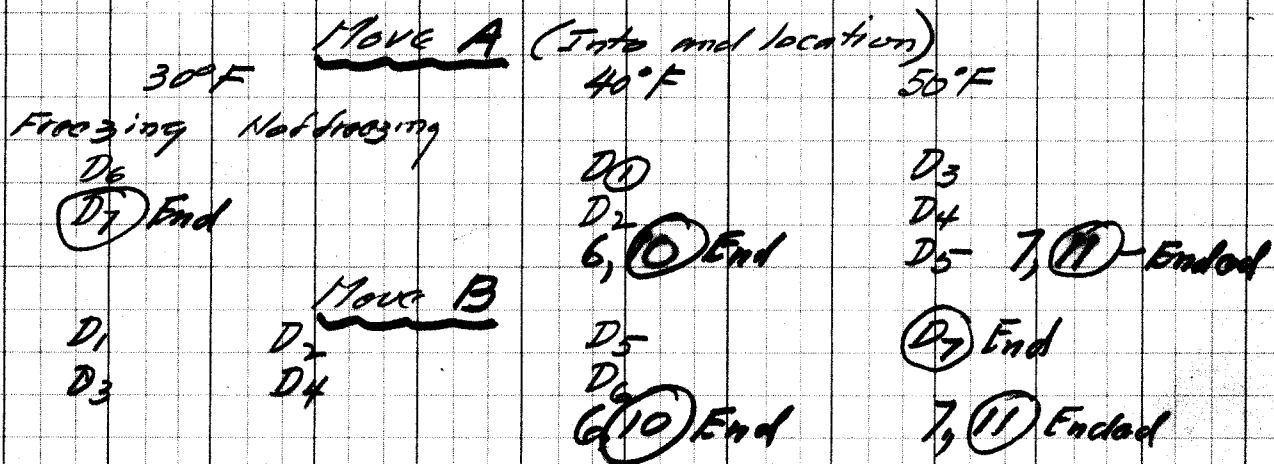 Move A (Into and location)
30°F 40°F 50°F
Freezing Not freezing
D6 D1 D3
D7 End D2 D4
6, 10 End D5 7, 11 - Ended
Move B
D1 D2 D5 D7 End
D3 D4 D6
6, 10 End 7, 11 Ended